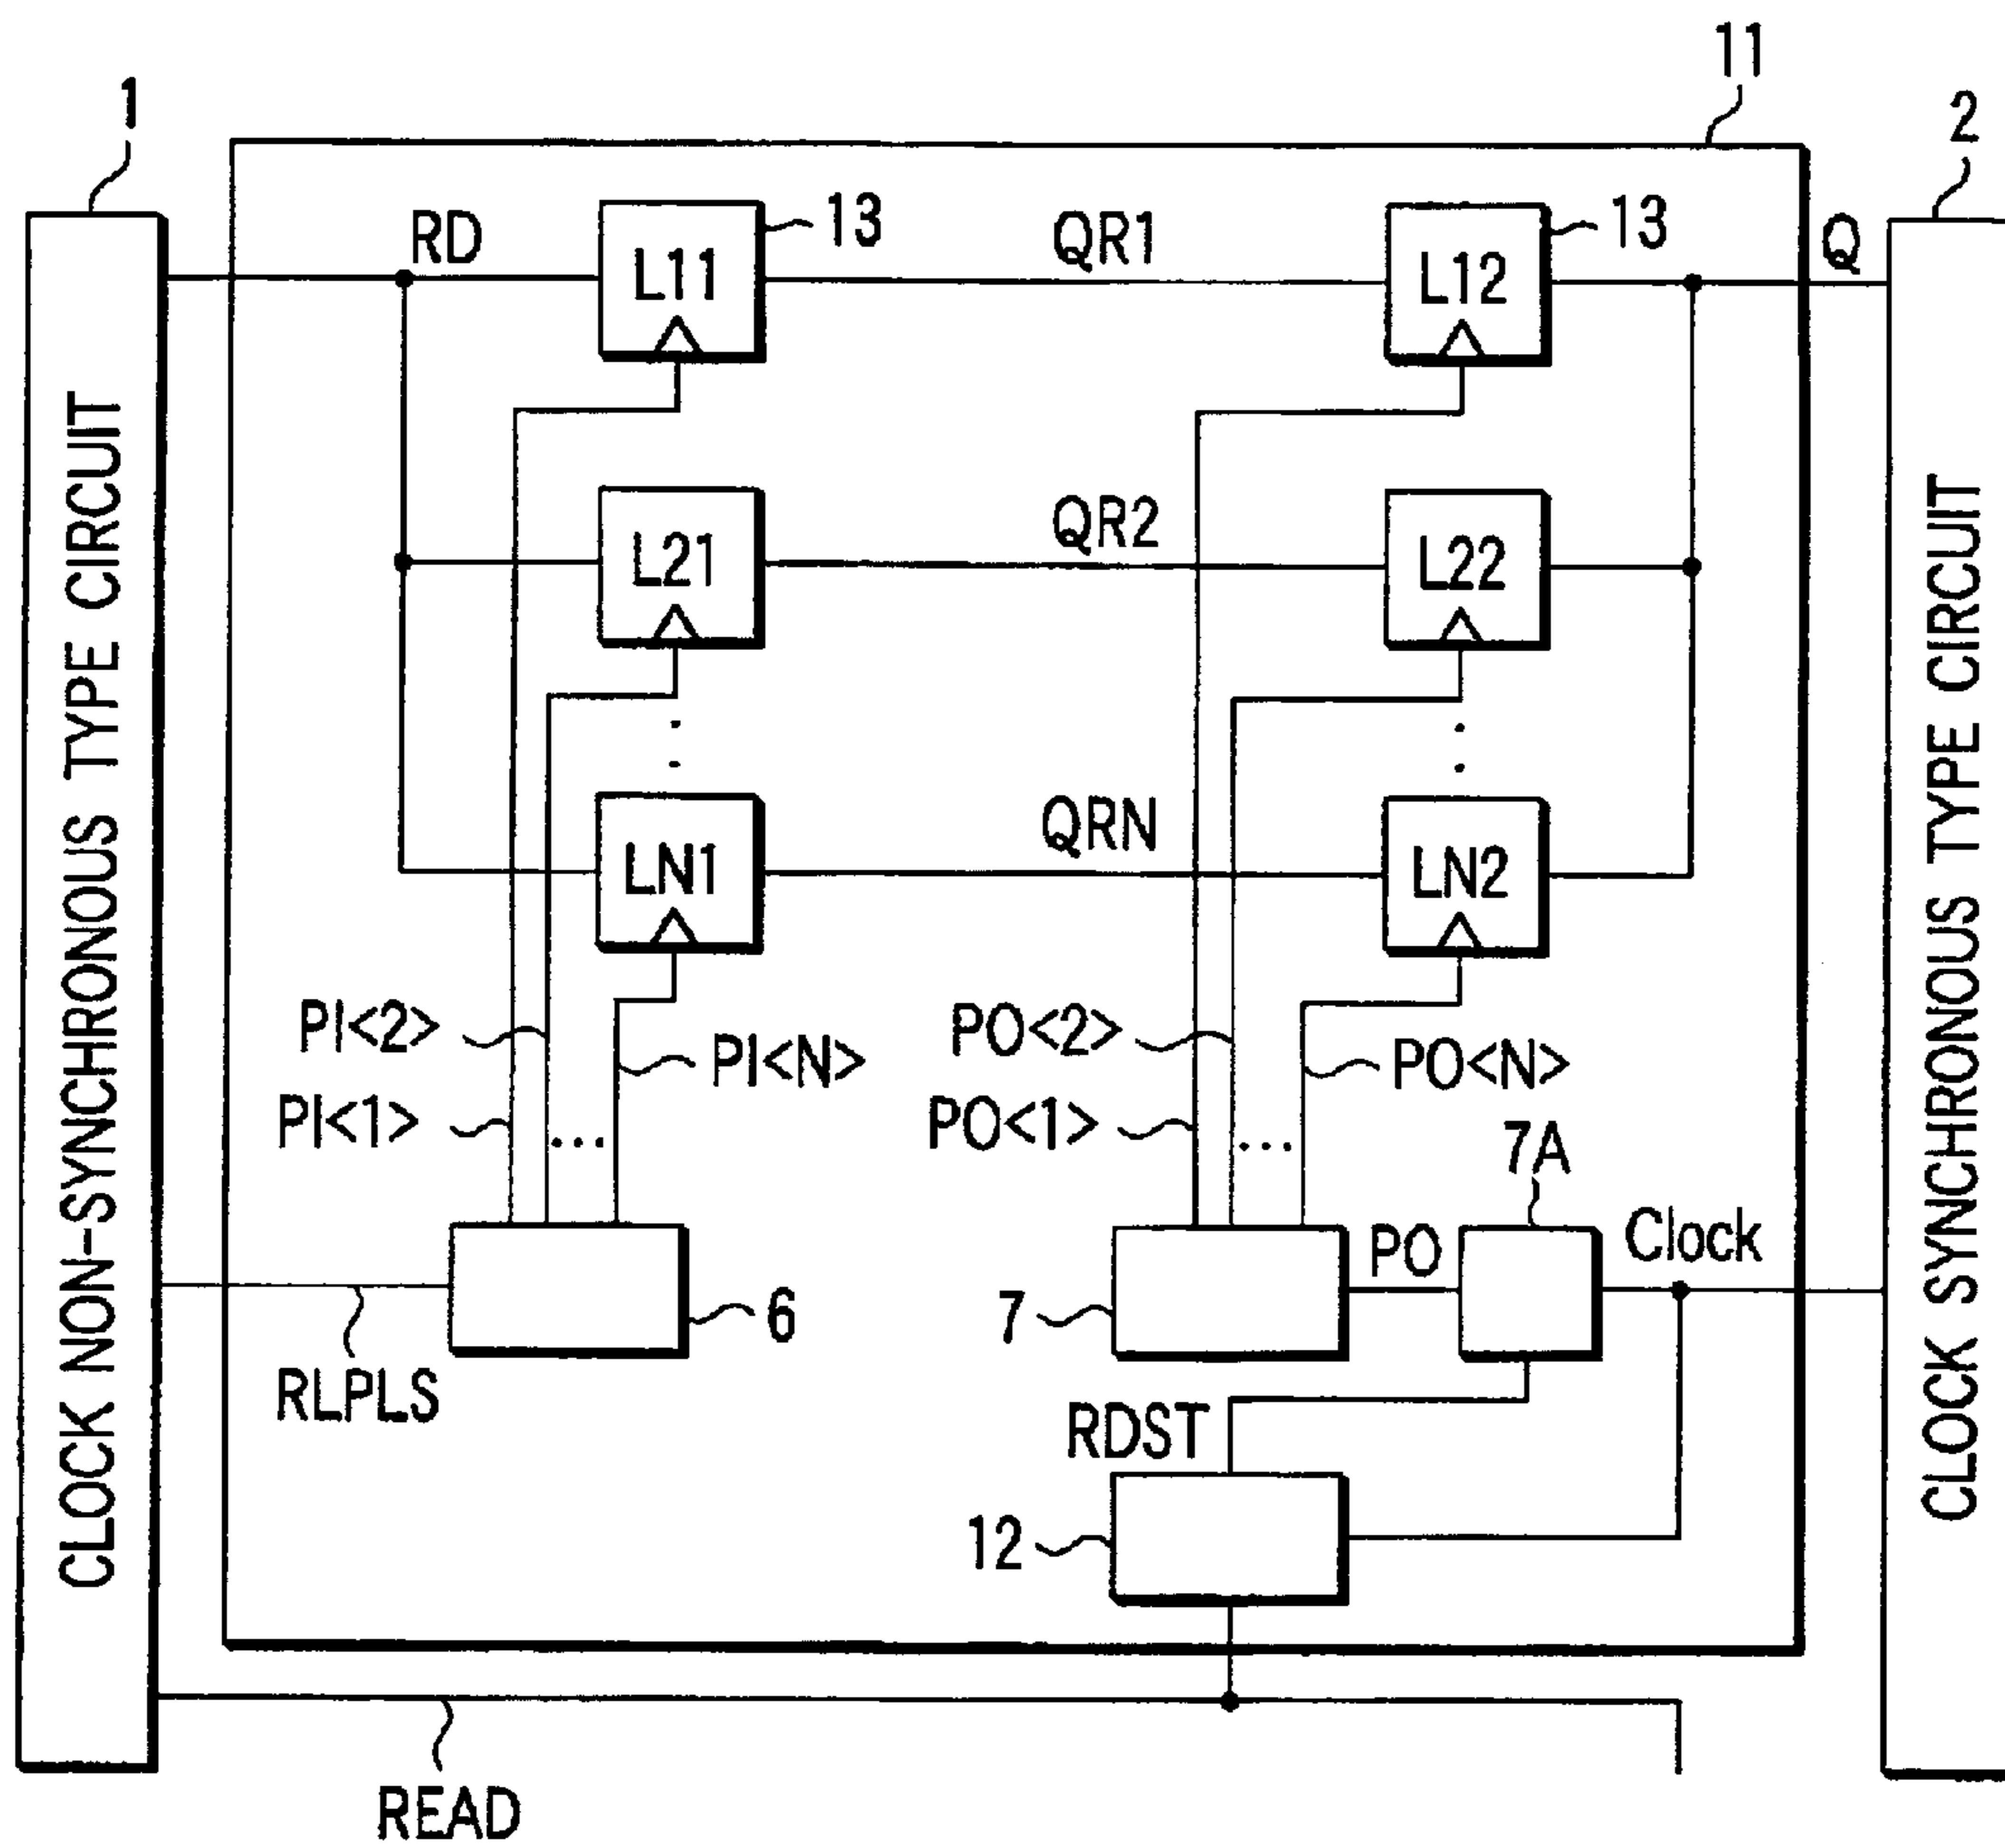 11
1
2
RD
L11
13
QR1
L12
13
Q
L21
QR2
L22
LN1
QRN
LN2
PI<2>
PI<N>
PI<1>
PO<2>
PO<N>
PO<1>
7A
PO
Clock
6
7
RLPLS
RDST
12
READ
CLOCK NON-SYNCHRONOUS TYPE CIRCUIT
CLOCK SYNCHRONOUS TYPE CIRCUIT